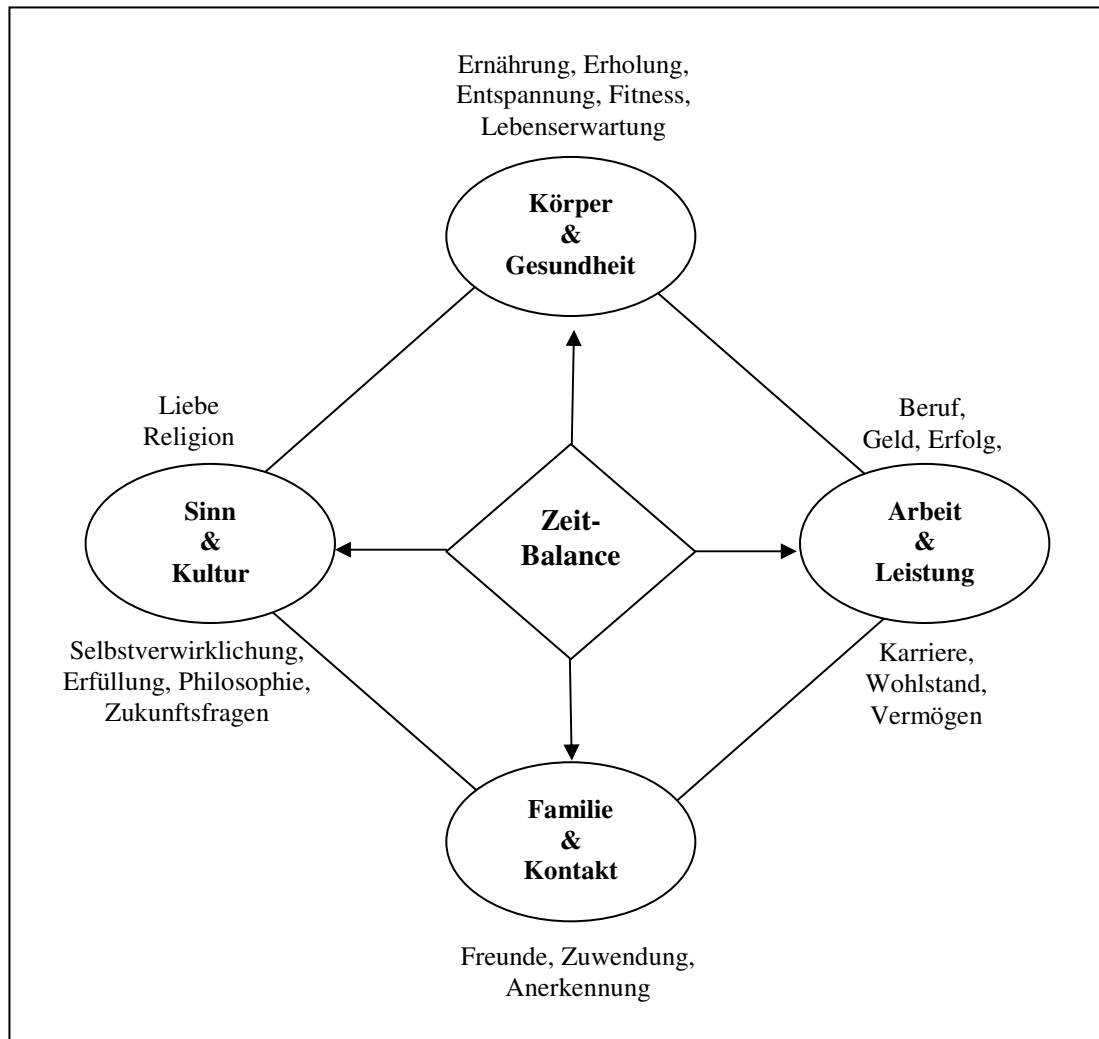 Ernährung, Erholung,
Entspannung, Fitness,
Lebenserwartung
Körper
&
Gesundheit
Liebe
Religion
Beruf,
Geld, Erfolg,
Sinn
&
Kultur
Zeit-
Balance
Arbeit
&
Leistung
Selbstverwirklichung,
Erfüllung, Philosophie,
Zukunftsfragen
Karriere,
Wohlstand,
Vermögen
Familie
&
Kontakt
Freunde, Zuwendung,
Anerkennung